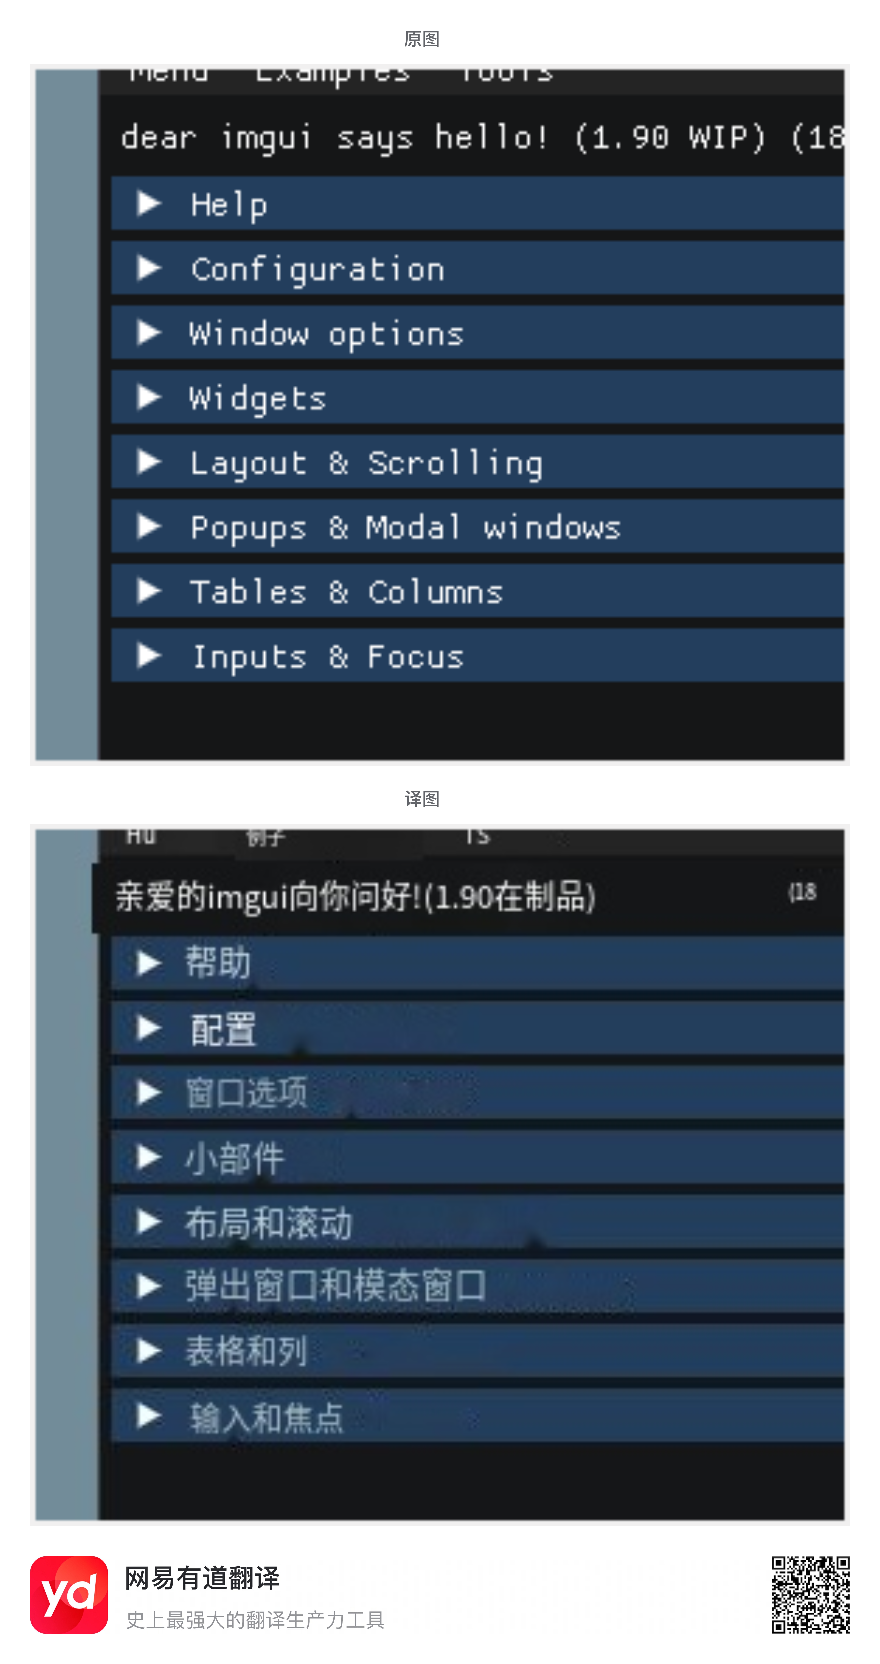 原图
Menu Examples Tools
dear imgui says hello! (1.90 WIP) (18
Help
Configuration
Window options
Widgets
Layout & Scrolling
Popups & Modal windows
Tables & Columns
Inputs & Focus
译图
例子
亲爱的imgui向你问好!(1.90在制品) (18
帮助
配置
窗口选项
小部件
布局和滚动
弹出窗口和模态窗口
表格和列
输入和焦点
yd 网易有道翻译
史上最强大的翻译生产力工具